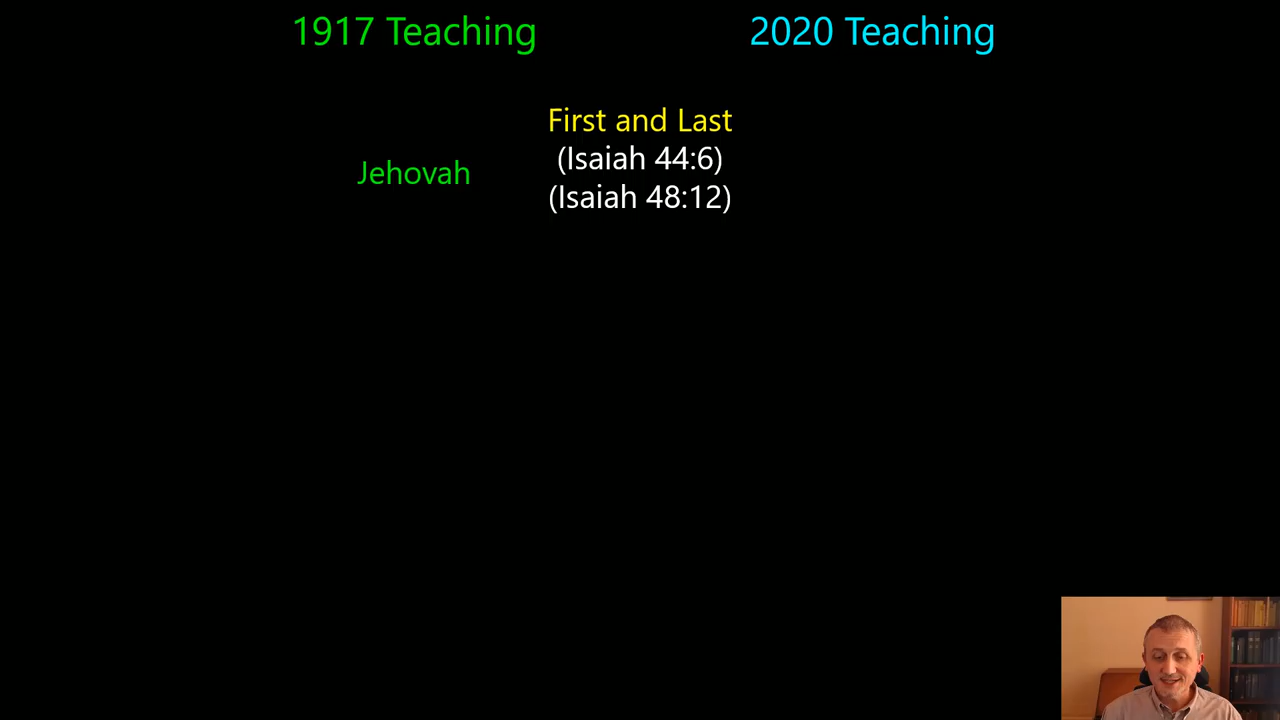 1917 Teaching
2020 Teaching
First and Last
(Isaiah 44:6)
Jehovah
(Isaiah 48:12)